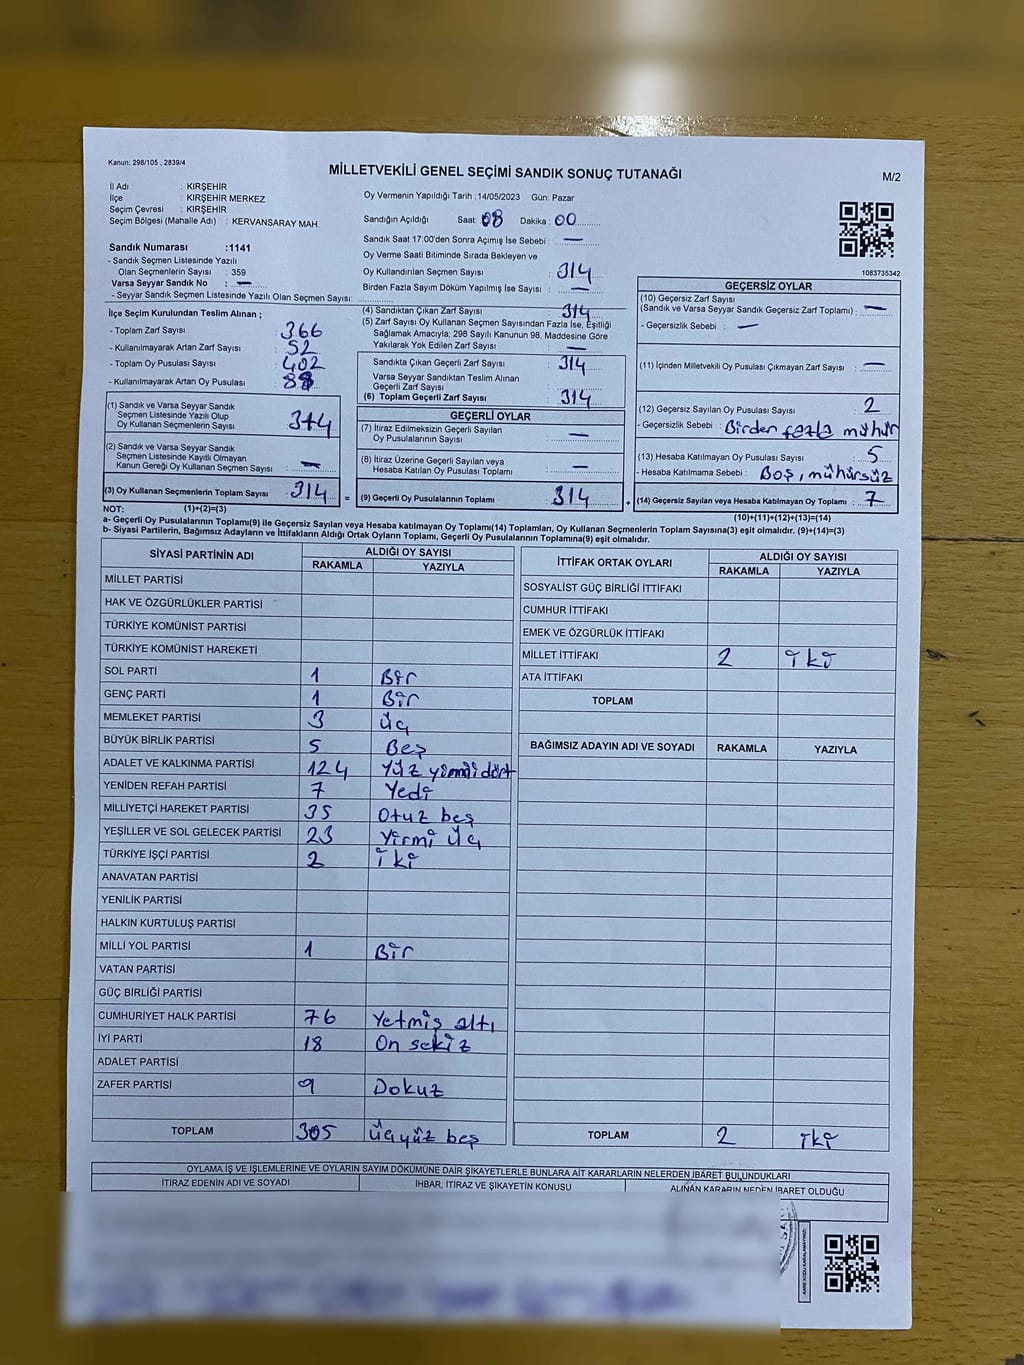 Kanun: 298/105 , 2839/4
MİLLETVEKİLİ GENEL SEÇİMİ SANDIK SONUÇ TUTANAĞI
M/2
İl Adı : KIRŞEHİR
İlçe : KIRŞEHİR MERKEZ
Seçim Çevresi : KIRŞEHİR
Seçim Bölgesi (Mahalle Adı) : KERVANSARAY MAH.
Oy Vermenin Yapıldığı Tarih :14/05/2023 Gün: Pazar
Sandığın Açıldığı Saat: 08 Dakika: 00
Sandık Saat 17:00'den Sonra Açılmış İse Sebebi : —
Oy Verme Saati Bitiminde Sırada Bekleyen ve
Oy Kullandırılan Seçmen Sayısı : 314
Birden Fazla Sayım Döküm Yapılmış İse Sayısı : —
Sandık Numarası :1141
- Sandık Seçmen Listesinde Yazılı
Olan Seçmenlerin Sayısı : 359
Varsa Seyyar Sandık No : —
- Seyyar Sandık Seçmen Listesinde Yazılı Olan Seçmen Sayısı:
1083735342
İlçe Seçim Kurulundan Teslim Alınan ;
- Toplam Zarf Sayısı : 366
- Kullanılmayarak Artan Zarf Sayısı : 52
- Toplam Oy Pusulası Sayısı : 402
- Kullanılmayarak Artan Oy Pusulası : 88
(1) Sandık ve Varsa Seyyar Sandık
Seçmen Listesinde Yazılı Olup
Oy Kullanan Seçmenlerin Sayısı : 314
(2) Sandık ve Varsa Seyyar Sandık
Seçmen Listesinde Kayıtlı Olmayan
Kanun Gereği Oy Kullanan Seçmen Sayısı : —
(3) Oy Kullanan Seçmenlerin Toplam Sayısı : 314
(4) Sandıktan Çıkan Zarf Sayısı : 314
(5) Zarf Sayısı Oy Kullanan Seçmen Sayısından Fazla İse, Eşitliği
Sağlamak Amacıyla; 298 Sayılı Kanunun 98. Maddesine Göre
Yakılarak Yok Edilen Zarf Sayısı : —
Sandıkta Çıkan Geçerli Zarf Sayısı : 314
Varsa Seyyar Sandıktan Teslim Alınan
Geçerli Zarf Sayısı :
(6) Toplam Geçerli Zarf Sayısı : 314
GEÇERLİ OYLAR
(7) İtiraz Edilmeksizin Geçerli Sayılan
Oy Pusulalarının Sayısı : —
(8) İtiraz Üzerine Geçerli Sayılan veya
Hesaba Katılan Oy Pusulası Toplamı : —
= (9) Geçerli Oy Pusulalarının Toplamı : 314
GEÇERSİZ OYLAR
(10) Geçersiz Zarf Sayısı
(Sandık ve Varsa Seyyar Sandık Geçersiz Zarf Toplamı) : —
- Geçersizlik Sebebi : —
(11) İçinden Milletvekili Oy Pusulası Çıkmayan Zarf Sayısı : —
(12) Geçersiz Sayılan Oy Pusulası Sayısı : 2
- Geçersizlik Sebebi : Birden fazla mühür
(13) Hesaba Katılmayan Oy Pusulası Sayısı : 5
- Hesaba Katılmama Sebebi : Boş, mühürsüz
+ (14) Geçersiz Sayılan veya Hesaba Katılmayan Oy Toplamı : 7
NOT: (1)+(2)=(3)
(10)+(11)+(12)+(13)=(14)
a- Geçerli Oy Pusulalarının Toplamı(9) ile Geçersiz Sayılan veya Hesaba katılmayan Oy Toplamı(14) Toplamları, Oy Kullanan Seçmenlerin Toplam Sayısına(3) eşit olmalıdır. (9)+(14)=(3)
b- Siyasi Partilerin, Bağımsız Adayların ve İttifakların Aldığı Ortak Oyların Toplamı, Geçerli Oy Pusulalarının Toplamına(9) eşit olmalıdır.
SİYASİ PARTİNİN ADI ALDIĞI OY SAYISI
RAKAMLA YAZIYLA
MİLLET PARTİSİ
HAK VE ÖZGÜRLÜKLER PARTİSİ
TÜRKİYE KOMÜNİST PARTİSİ
TÜRKİYE KOMÜNİST HAREKETİ
SOL PARTİ 1 Bir
GENÇ PARTİ 1 Bir
MEMLEKET PARTİSİ 3 Üç
BÜYÜK BİRLİK PARTİSİ 5 Beş
ADALET VE KALKINMA PARTİSİ 124 Yüz yirmi dört
YENİDEN REFAH PARTİSİ 7 Yedi
MİLLİYETÇİ HAREKET PARTİSİ 35 Otuz beş
YEŞİLLER VE SOL GELECEK PARTİSİ 23 Yirmi üç
TÜRKİYE İŞÇİ PARTİSİ 2 İki
ANAVATAN PARTİSİ
YENİLİK PARTİSİ
HALKIN KURTULUŞ PARTİSİ
MİLLİ YOL PARTİSİ 1 Bir
VATAN PARTİSİ
GÜÇ BİRLİĞİ PARTİSİ
CUMHURİYET HALK PARTİSİ 76 Yetmiş altı
İYİ PARTİ 18 On sekiz
ADALET PARTİSİ
ZAFER PARTİSİ 9 Dokuz
TOPLAM 305 üçyüz beş
İTTİFAK ORTAK OYLARI ALDIĞI OY SAYISI
RAKAMLA YAZIYLA
SOSYALİST GÜÇ BİRLİĞİ İTTİFAKI
CUMHUR İTTİFAKI
EMEK VE ÖZGÜRLÜK İTTİFAKI
MİLLET İTTİFAKI 2 İki
ATA İTTİFAKI
TOPLAM
BAĞIMSIZ ADAYIN ADI VE SOYADI RAKAMLA YAZIYLA
TOPLAM 2 İki
OYLAMA İŞ VE İŞLEMLERİNE VE OYLARIN SAYIM DÖKÜMÜNE DAİR ŞİKAYETLERLE BUNLARA AİT KARARLARIN NELERDEN İBARET BULUNDUKLARI
İTİRAZ EDENİN ADI VE SOYADI İHBAR, İTİRAZ VE ŞİKAYETİN KONUSU ALINAN KARARIN NEDEN İBARET OLDUĞU
KARE KODU KARALAMAYINIZ!